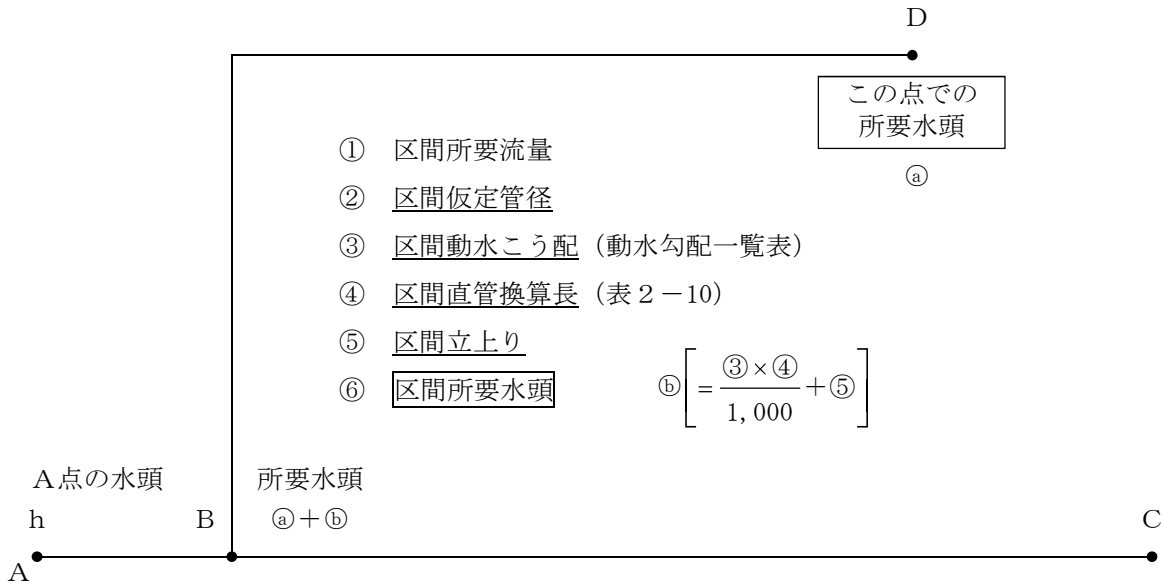 D
この点での
所要水頭
ⓐ
① 区間所要流量
② 区間仮定管径
③ 区間動水こう配（動水勾配一覧表）
④ 区間直管換算長（表２－10）
⑤ 区間立上り
⑥ 区間所要水頭 ⓑ[=③×④/1,000+⑤]
A点の水頭 所要水頭
h B ⓐ＋ⓑ C
A